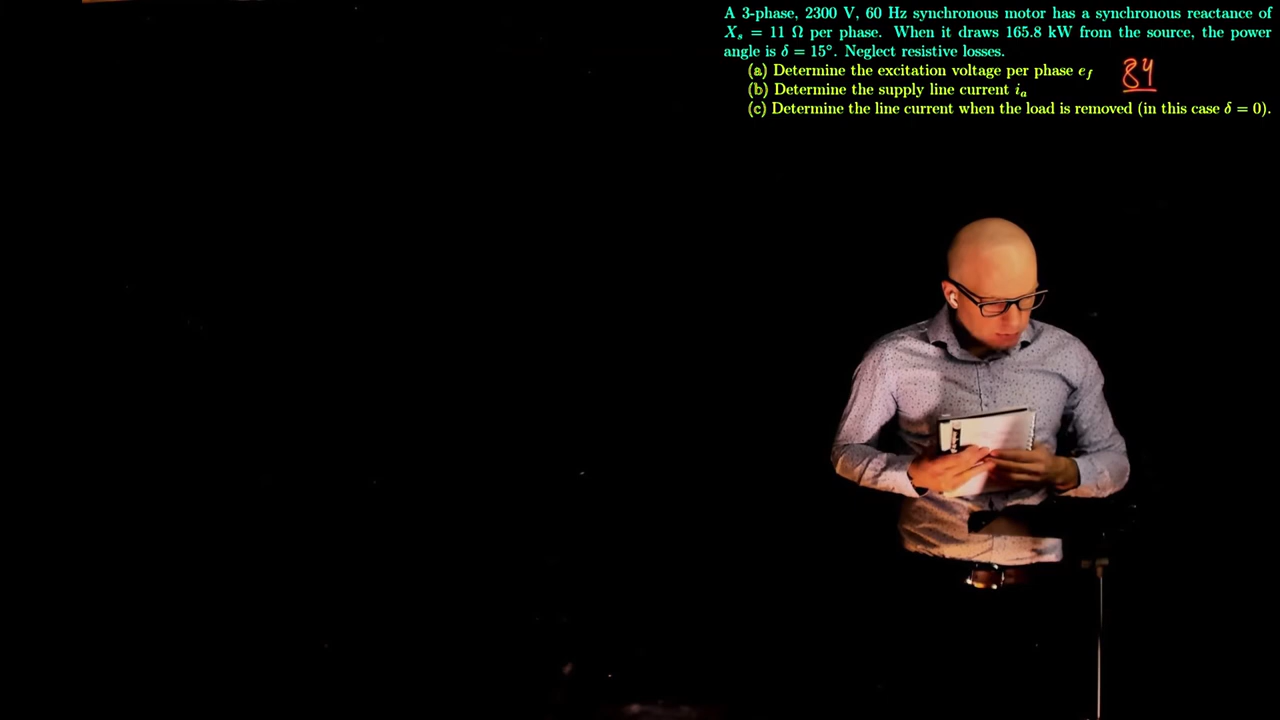 A 3-phase, 2300 V, 60 Hz synchronous motor has a synchronous reactance of
Xₛ = 11 Ω per phase. When it draws 165.8 kW from the source, the power
angle is δ = 15°. Neglect resistive losses.
(a) Determine the excitation voltage per phase e_f
84
(b) Determine the supply line current iₐ
(c) Determine the line current when the load is removed (in this case δ = 0).